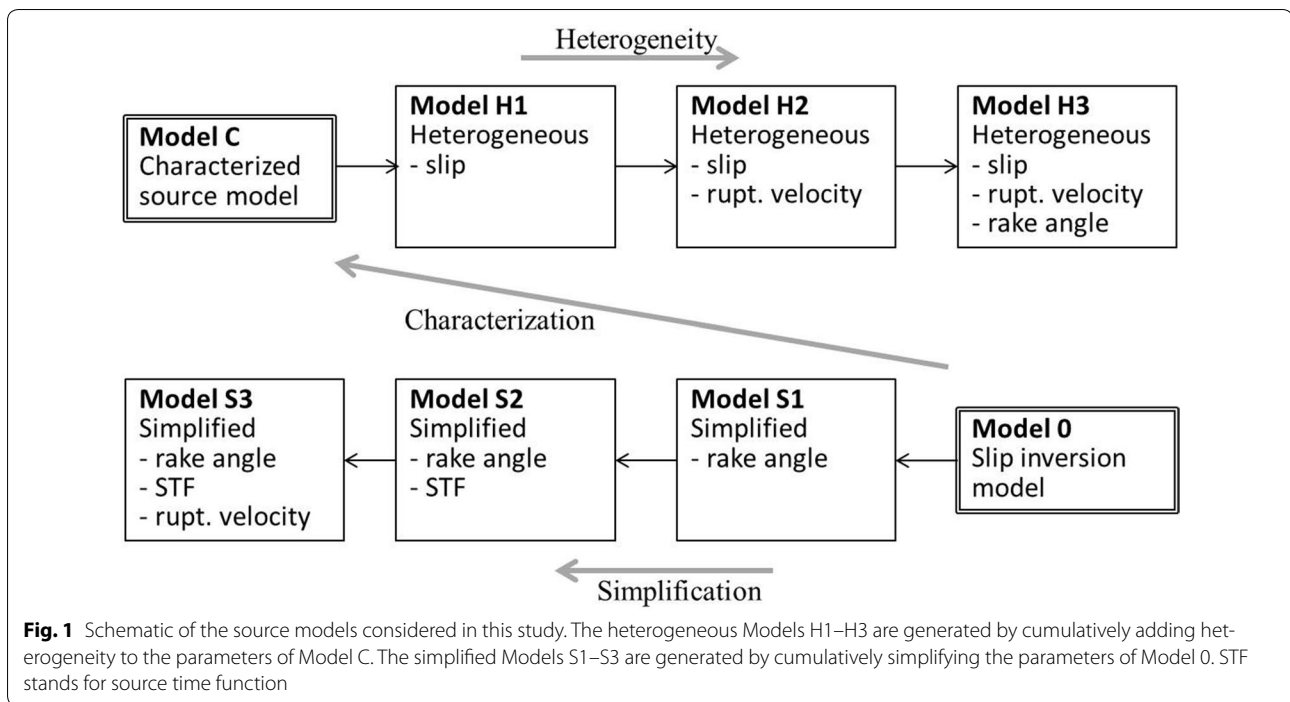 Heterogeneity
Model C
Characterized
source model
Model H1
Heterogeneous
- slip
Model H2
Heterogeneous
- slip
- rupt. velocity
Model H3
Heterogeneous
- slip
- rupt. velocity
- rake angle
Characterization
Model S3
Simplified
- rake angle
- STF
- rupt. velocity
Model S2
Simplified
- rake angle
- STF
Model S1
Simplified
- rake angle
Model 0
Slip inversion
model
Simplification
Fig. 1 Schematic of the source models considered in this study. The heterogeneous Models H1–H3 are generated by cumulatively adding het-
erogeneity to the parameters of Model C. The simplified Models S1–S3 are generated by cumulatively simplifying the parameters of Model 0. STF
stands for source time function